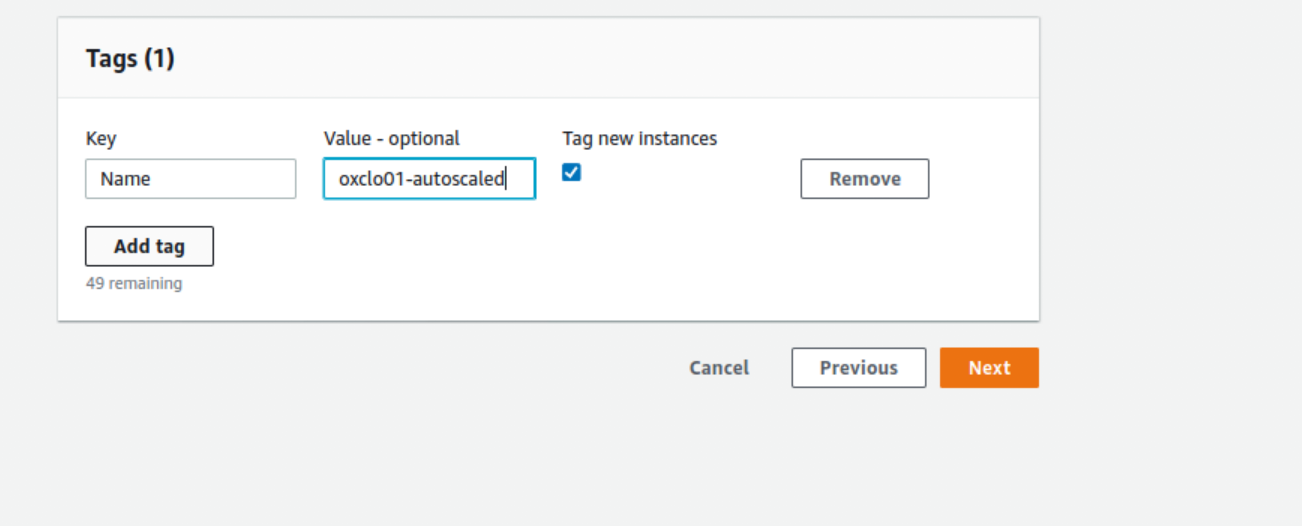 Tags (1)
Key Value - optional Tag new instances
Name oxclo01-autoscaled Remove
Add tag
49 remaining
Cancel Previous Next